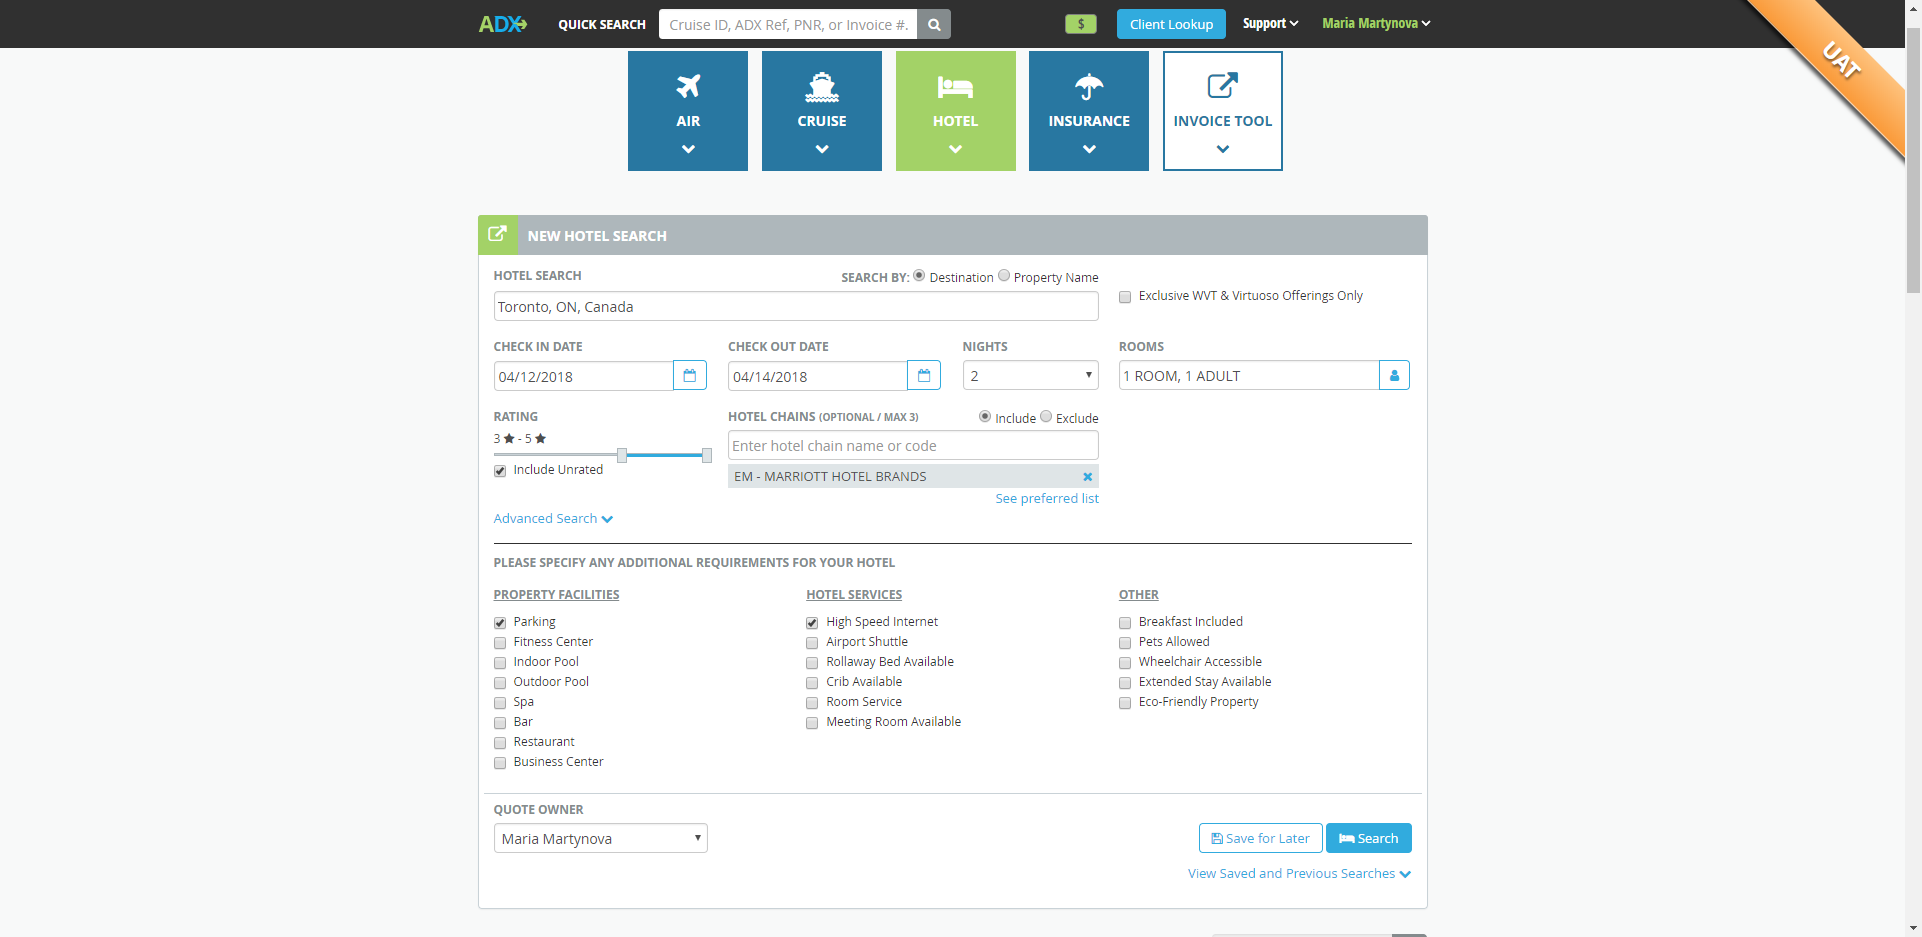 ADX QUICK SEARCH Cruise ID, ADX Ref, PNR, or Invoice #. $ Client Lookup Support Maria Martynova
UAT
AIR CRUISE HOTEL INSURANCE INVOICE TOOL
NEW HOTEL SEARCH
HOTEL SEARCH SEARCH BY: Destination Property Name
Toronto, ON, Canada Exclusive WVT & Virtuoso Offerings Only
CHECK IN DATE CHECK OUT DATE NIGHTS ROOMS
04/12/2018 04/14/2018 2 1 ROOM, 1 ADULT
RATING HOTEL CHAINS (OPTIONAL / MAX 3) Include Exclude
3 ★ - 5 ★ Enter hotel chain name or code
Include Unrated EM - MARRIOTT HOTEL BRANDS
See preferred list
Advanced Search
PLEASE SPECIFY ANY ADDITIONAL REQUIREMENTS FOR YOUR HOTEL
PROPERTY FACILITIES HOTEL SERVICES OTHER
Parking High Speed Internet Breakfast Included
Fitness Center Airport Shuttle Pets Allowed
Indoor Pool Rollaway Bed Available Wheelchair Accessible
Outdoor Pool Crib Available Extended Stay Available
Spa Room Service Eco-Friendly Property
Bar Meeting Room Available
Restaurant
Business Center
QUOTE OWNER
Maria Martynova Save for Later Search
View Saved and Previous Searches